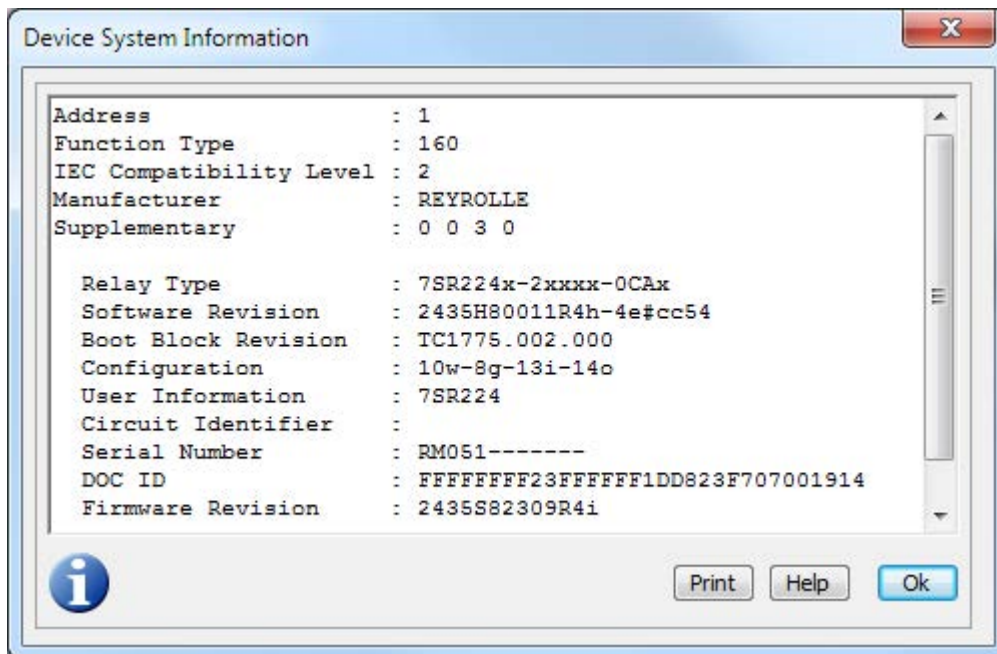 Device System Information
Address : 1
Function Type : 160
IEC Compatibility Level : 2
Manufacturer : REYROLLE
Supplementary : 0 0 3 0
Relay Type : 7SR224x-2xxxx-0CAx
Software Revision : 2435H80011R4h-4e#cc54
Boot Block Revision : TC1775.002.000
Configuration : 10w-8g-13i-14o
User Information : 7SR224
Circuit Identifier :
Serial Number : RM051-------
DOC ID : FFFFFFFF23FFFFFF1DD823F707001914
Firmware Revision : 2435S82309R4i
Print Help Ok